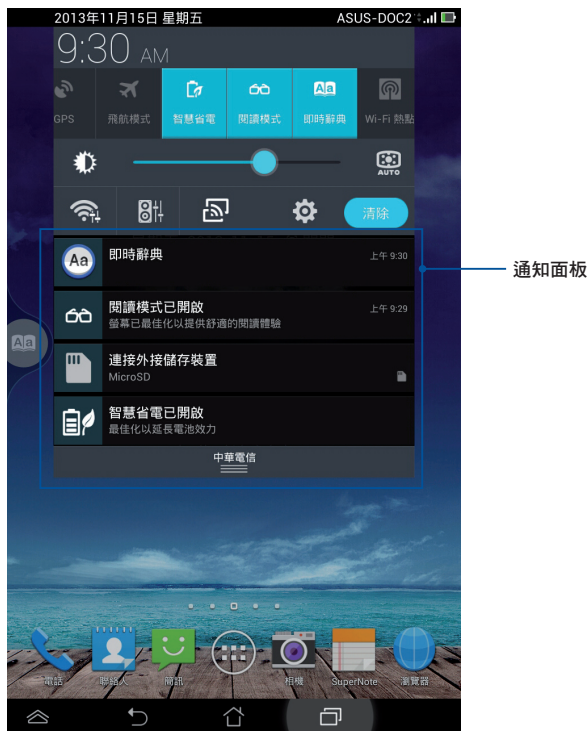 2013年11月15日 星期五 ASUS-DOC2
9:30 AM
GPS 飛航模式 智慧省電 閱讀模式 即時辭典 Wi-Fi 熱點
AUTO
清除
Aa 即時辭典 上午 9:30
通知面板
閱讀模式已開啟 上午 9:29
螢幕已最佳化以提供舒適的閱讀體驗
連接外接儲存裝置
MicroSD
智慧省電已開啟
最佳化以延長電池效力
中華電信
電話 聯絡人 簡訊 相機 SuperNote 瀏覽器